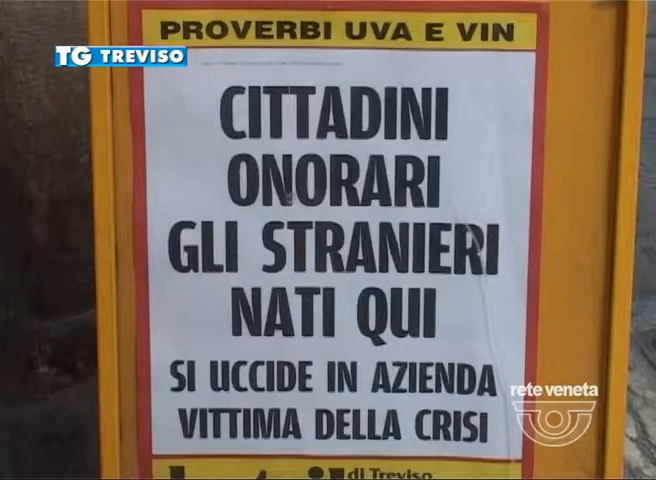 PROVERBI UVA E VIN
TG TREVISO
CITTADINI
ONORARI
GLI STRANIERI
NATI QUI
SI UCCIDE IN AZIENDA
VITTIMA DELLA CRISI
rete veneta
di Treviso